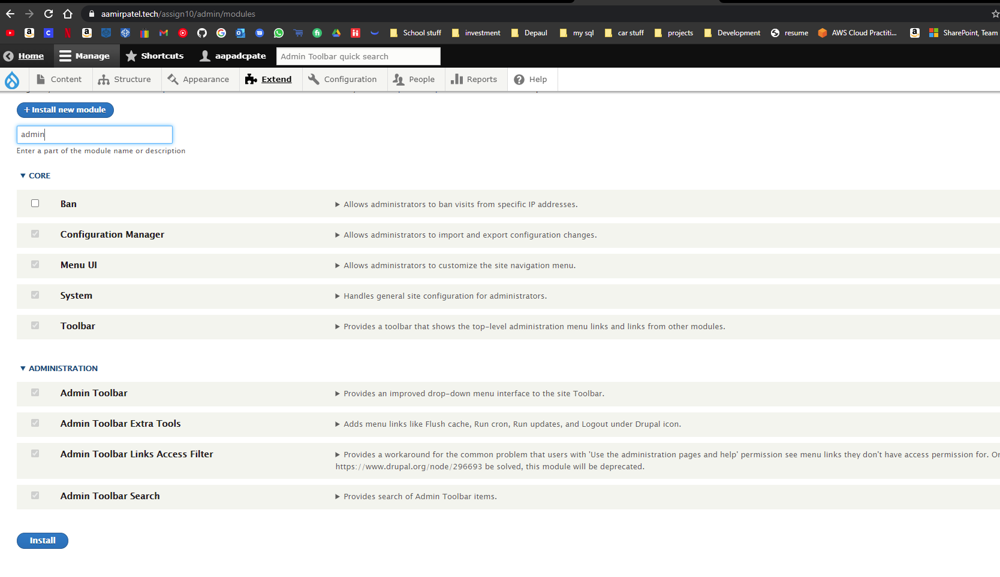 aamirpatel.tech/assign10/admin/modules
School stuff investment Depaul my sql car stuff projects Development resume AWS Cloud Practiti... SharePoint, Team
Home Manage Shortcuts aapadcpate Admin Toolbar quick search
Content Structure Appearance Extend Configuration People Reports Help
+ Install new module
admin
Enter a part of the module name or description
▼ CORE
Ban ► Allows administrators to ban visits from specific IP addresses.
Configuration Manager ► Allows administrators to import and export configuration changes.
Menu UI ► Allows administrators to customize the site navigation menu.
System ► Handles general site configuration for administrators.
Toolbar ► Provides a toolbar that shows the top-level administration menu links and links from other modules.
▼ ADMINISTRATION
Admin Toolbar ► Provides an improved drop-down menu interface to the site Toolbar.
Admin Toolbar Extra Tools ► Adds menu links like Flush cache, Run cron, Run updates, and Logout under Drupal icon.
Admin Toolbar Links Access Filter ► Provides a workaround for the common problem that users with 'Use the administration pages and help' permission see menu links they don't have access permission for.
https://www.drupal.org/node/296693 be solved, this module will be deprecated.
Admin Toolbar Search ► Provides search of Admin Toolbar items.
Install